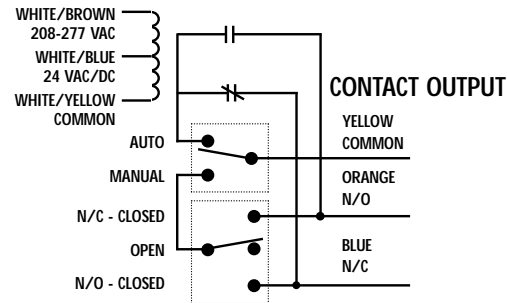 WHITE/BROWN
208-277 VAC
WHITE/BLUE
24 VAC/DC
WHITE/YELLOW
COMMON
CONTACT OUTPUT
YELLOW
COMMON
AUTO
ORANGE
N/O
MANUAL
N/C - CLOSED
BLUE
N/C
OPEN
N/O - CLOSED